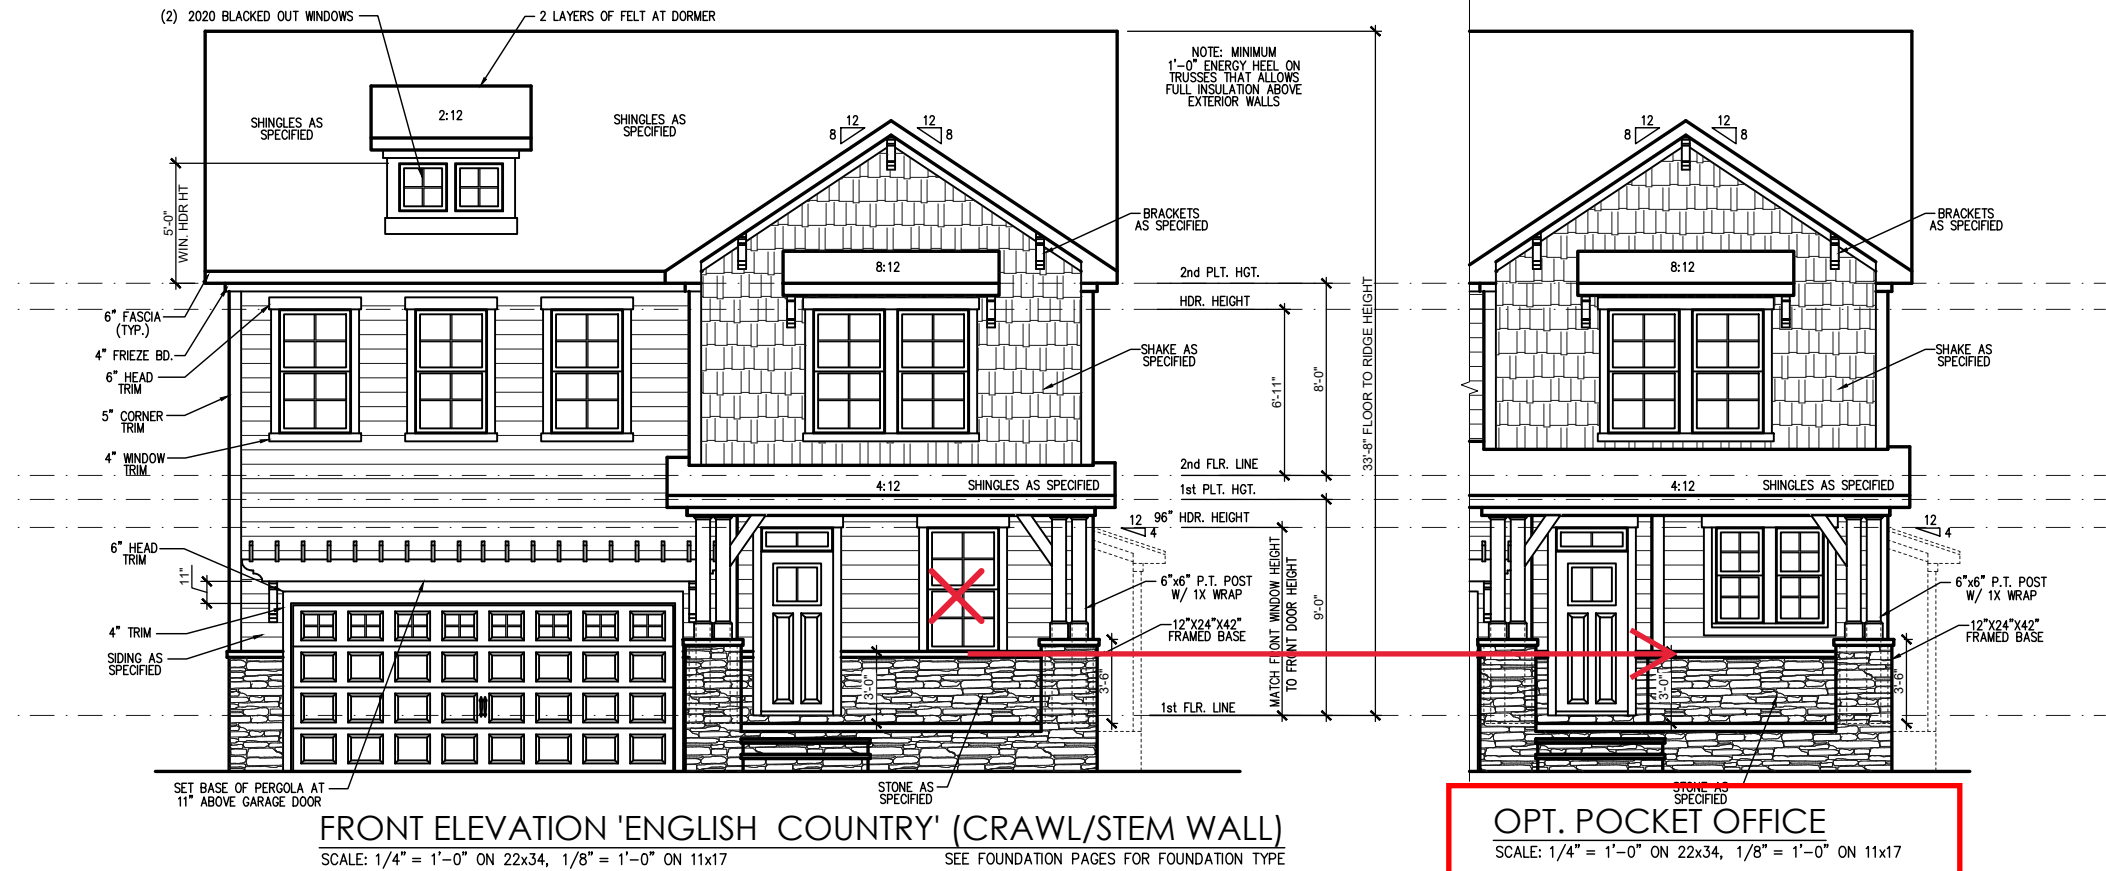 (2) 2020 BLACKED OUT WINDOWS
2 LAYERS OF FELT AT DORMER
NOTE: MINIMUM
1'-0" ENERGY HEEL ON
TRUSSES THAT ALLOWS
FULL INSULATION ABOVE
EXTERIOR WALLS
SHINGLES AS
SPECIFIED
2:12
SHINGLES AS
SPECIFIED
12
8
12
8
12
8
12
8
5'-0"
WIN. HDR HT
BRACKETS
AS SPECIFIED
BRACKETS
AS SPECIFIED
8:12
8:12
2nd PLT. HGT.
HDR. HEIGHT
6" FASCIA
(TYP.)
4" FRIEZE BD.
6" HEAD
TRIM
5" CORNER
TRIM
4" WINDOW
TRIM
SHAKE AS
SPECIFIED
SHAKE AS
SPECIFIED
6'-11"
8'-0"
33'-8" FLOOR TO RIDGE HEIGHT
2nd FLR. LINE
4:12
SHINGLES AS SPECIFIED
1st PLT. HGT.
4:12
SHINGLES AS SPECIFIED
96" HDR. HEIGHT
12
4
12
4
6" HEAD
TRIM
11"
4" TRIM
SIDING AS
SPECIFIED
MATCH FRONT WINDOW HEIGHT
TO FRONT DOOR HEIGHT
9'-0"
6"x6" P.T. POST
W/ 1X WRAP
12"X24"X42"
FRAMED BASE
6"x6" P.T. POST
W/ 1X WRAP
12"X24"X42"
FRAMED BASE
3'-0"
3'-6"
3'-0"
3'-6"
1st FLR. LINE
SET BASE OF PERGOLA AT
11" ABOVE GARAGE DOOR
STONE AS
SPECIFIED
STONE AS
SPECIFIED
FRONT ELEVATION 'ENGLISH COUNTRY' (CRAWL/STEM WALL)
SCALE: 1/4" = 1'-0" ON 22x34, 1/8" = 1'-0" ON 11x17
SEE FOUNDATION PAGES FOR FOUNDATION TYPE
OPT. POCKET OFFICE
SCALE: 1/4" = 1'-0" ON 22x34, 1/8" = 1'-0" ON 11x17